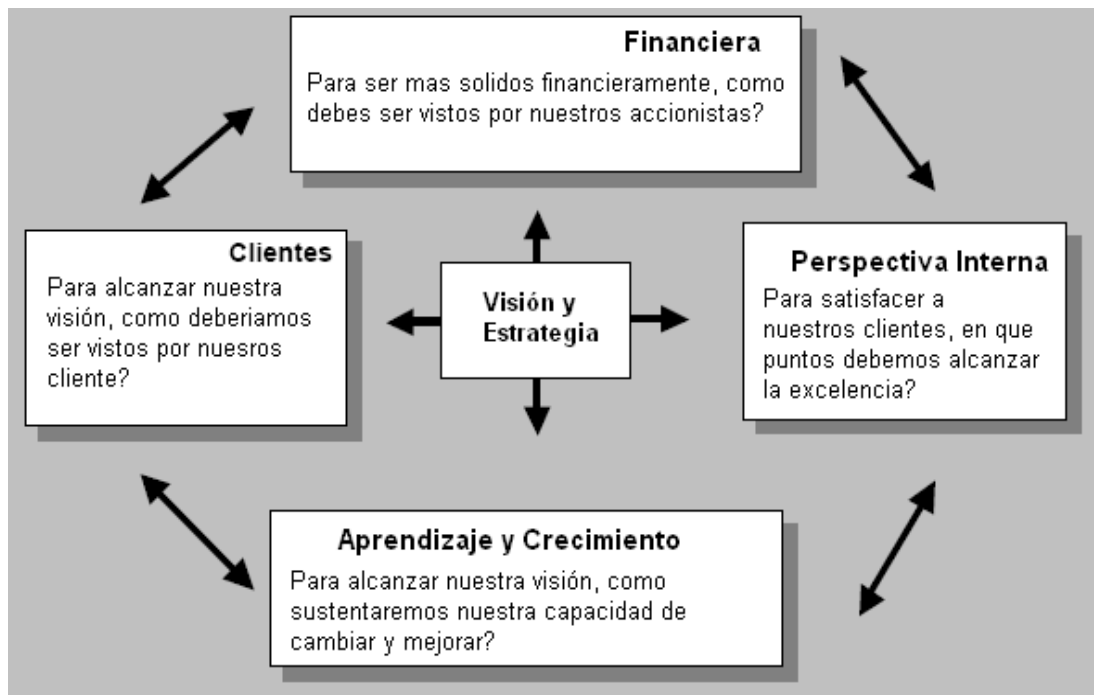 Financiera
Para ser mas solidos financieramente, como
debes ser vistos por nuestros accionistas?
Clientes
Para alcanzar nuestra
visión, como deberiamos
ser vistos por nuesros
cliente?
Visión y
Estrategia
Perspectiva Interna
Para satisfacer a
nuestros clientes, en que
puntos debemos alcanzar
la excelencia?
Aprendizaje y Crecimiento
Para alcanzar nuestra visión, como
sustentaremos nuestra capacidad de
cambiar y mejorar?